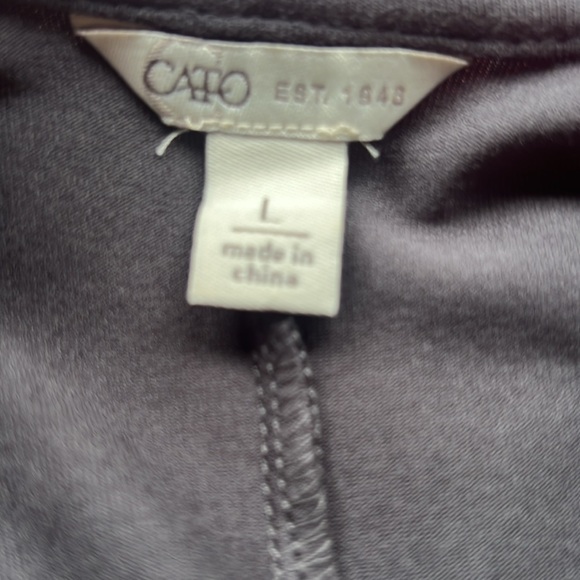 CATO EST. 1946
L
made in
china